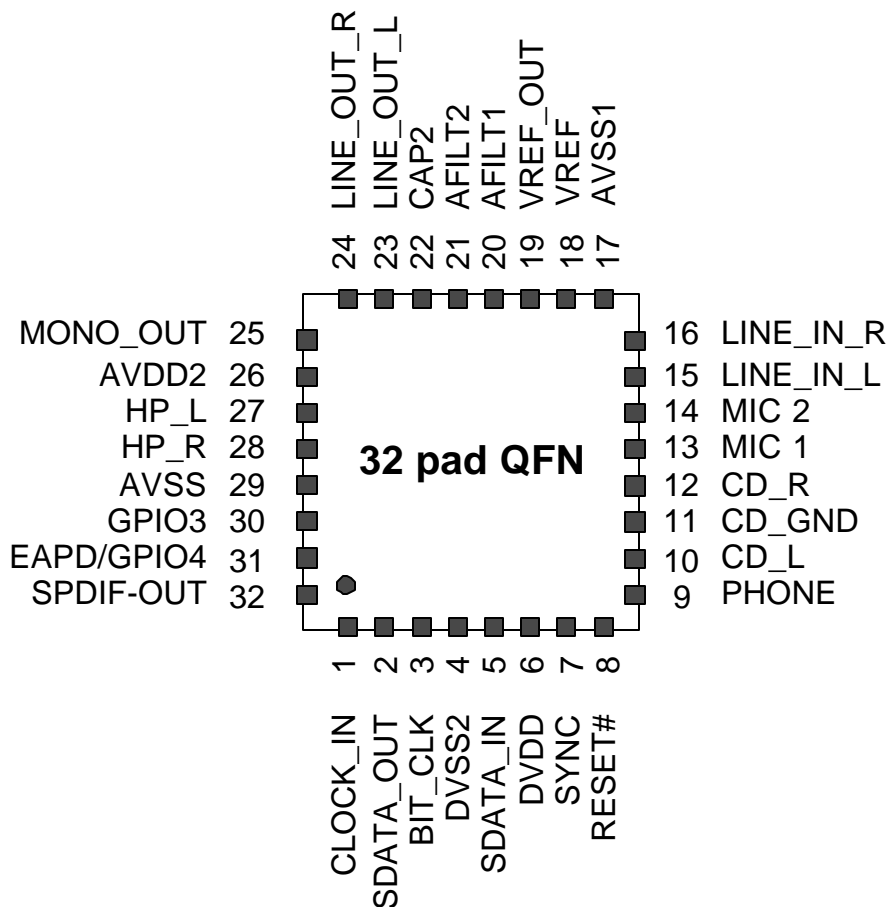 LINE_OUT_R
LINE_OUT_L
CAP2
AFILT2
AFILT1
VREF_OUT
VREF
AVSS1
24
23
22
21
20
19
18
17
MONO_OUT 25
AVDD2 26
HP_L 27
HP_R 28
AVSS 29
GPIO3 30
EAPD/GPIO4 31
SPDIF-OUT 32
32 pad QFN
16 LINE_IN_R
15 LINE_IN_L
14 MIC 2
13 MIC 1
12 CD_R
11 CD_GND
10 CD_L
9 PHONE
1
2
3
4
5
6
7
8
CLOCK_IN
SDATA_OUT
BIT_CLK
DVSS2
SDATA_IN
DVDD
SYNC
RESET#